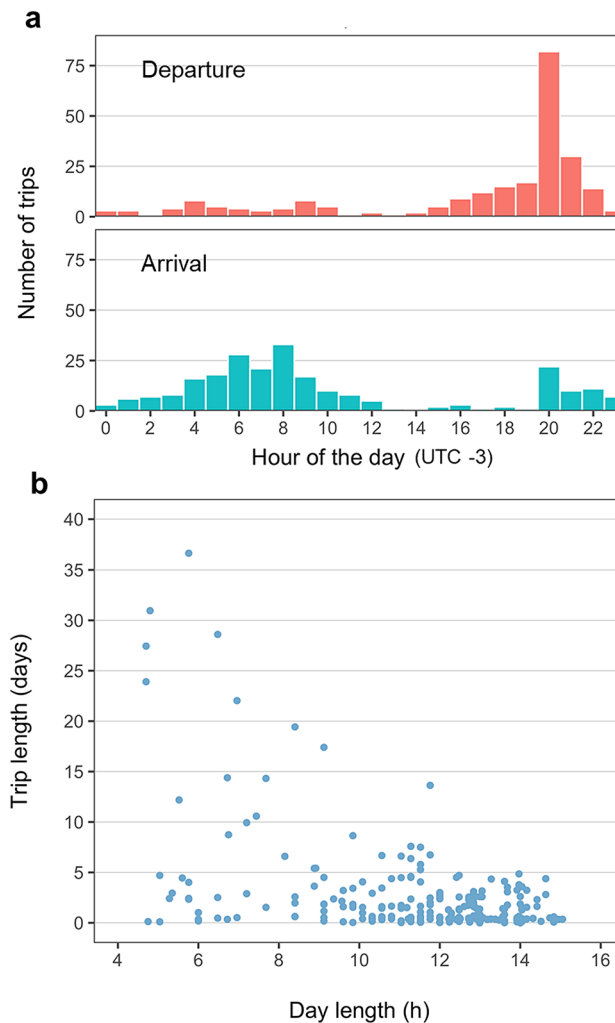 a
75
50
25
0
Departure
Number of trips
75
50
25
0
Arrival
0 2 4 6 8 10 12 14 16 18 20 22
Hour of the day (UTC -3)
b
40
35
30
25
20
15
10
5
0
Trip length (days)
4 6 8 10 12 14 16
Day length (h)